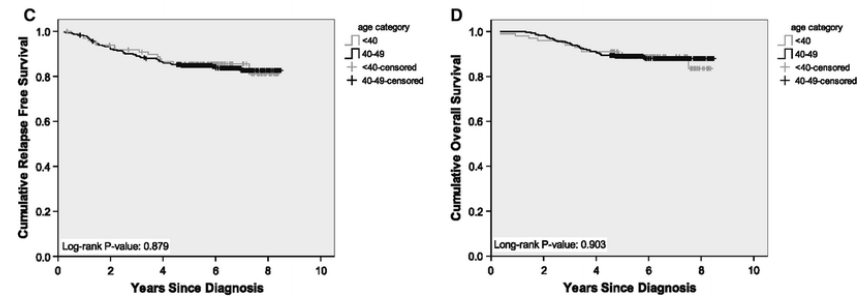 C
Cumulative Relapse Free Survival
1.0
0.8
0.6
0.4
0.2
0.0
Log-rank P-value: 0.879
0 2 4 6 8 10
Years Since Diagnosis
age category
<40
40-49
<40-censored
40-49-censored
D
Cumulative Overall Survival
1.0
0.8
0.6
0.4
0.2
0.0
Long-rank P-value: 0.903
0 2 4 6 8 10
Years Since Diagnosis
age category
<40
40-49
<40-censored
40-49-censored